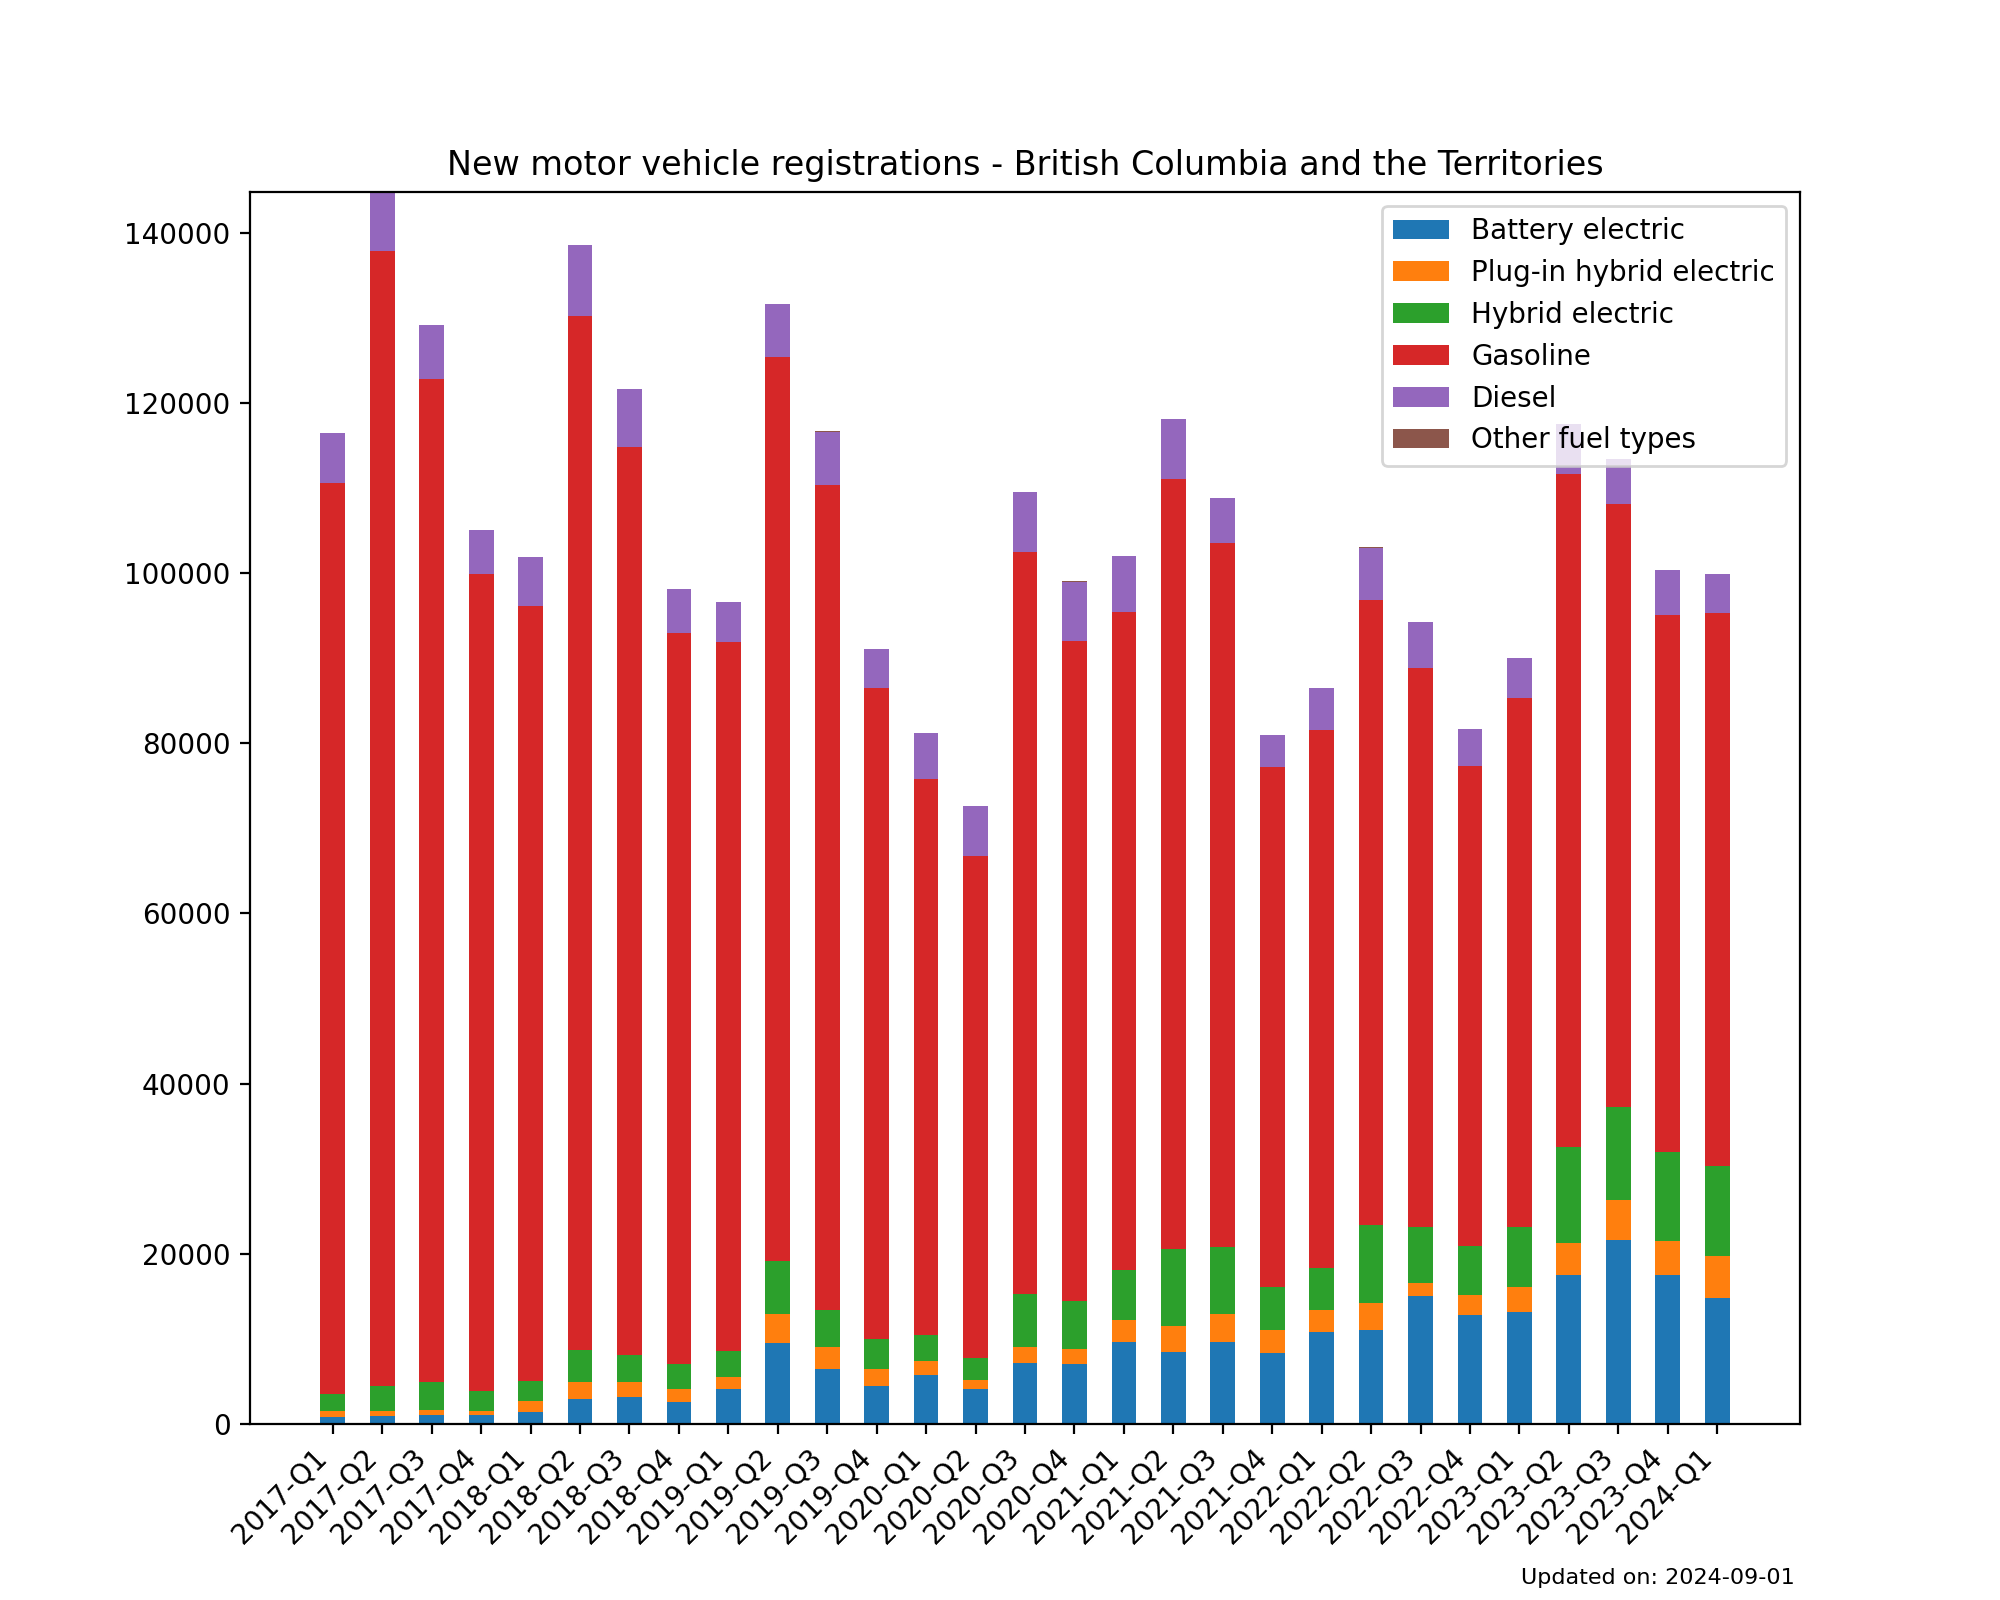 New motor vehicle registrations - British Columbia and the Territories
140000
120000
100000
80000
60000
40000
20000
0
Battery electric
Plug-in hybrid electric
Hybrid electric
Gasoline
Diesel
Other fuel types
2017-Q1
2017-Q2
2017-Q3
2017-Q4
2018-Q1
2018-Q2
2018-Q3
2018-Q4
2019-Q1
2019-Q2
2019-Q3
2019-Q4
2020-Q1
2020-Q2
2020-Q3
2020-Q4
2021-Q1
2021-Q2
2021-Q3
2021-Q4
2022-Q1
2022-Q2
2022-Q3
2022-Q4
2023-Q1
2023-Q2
2023-Q3
2023-Q4
2024-Q1
Updated on: 2024-09-01